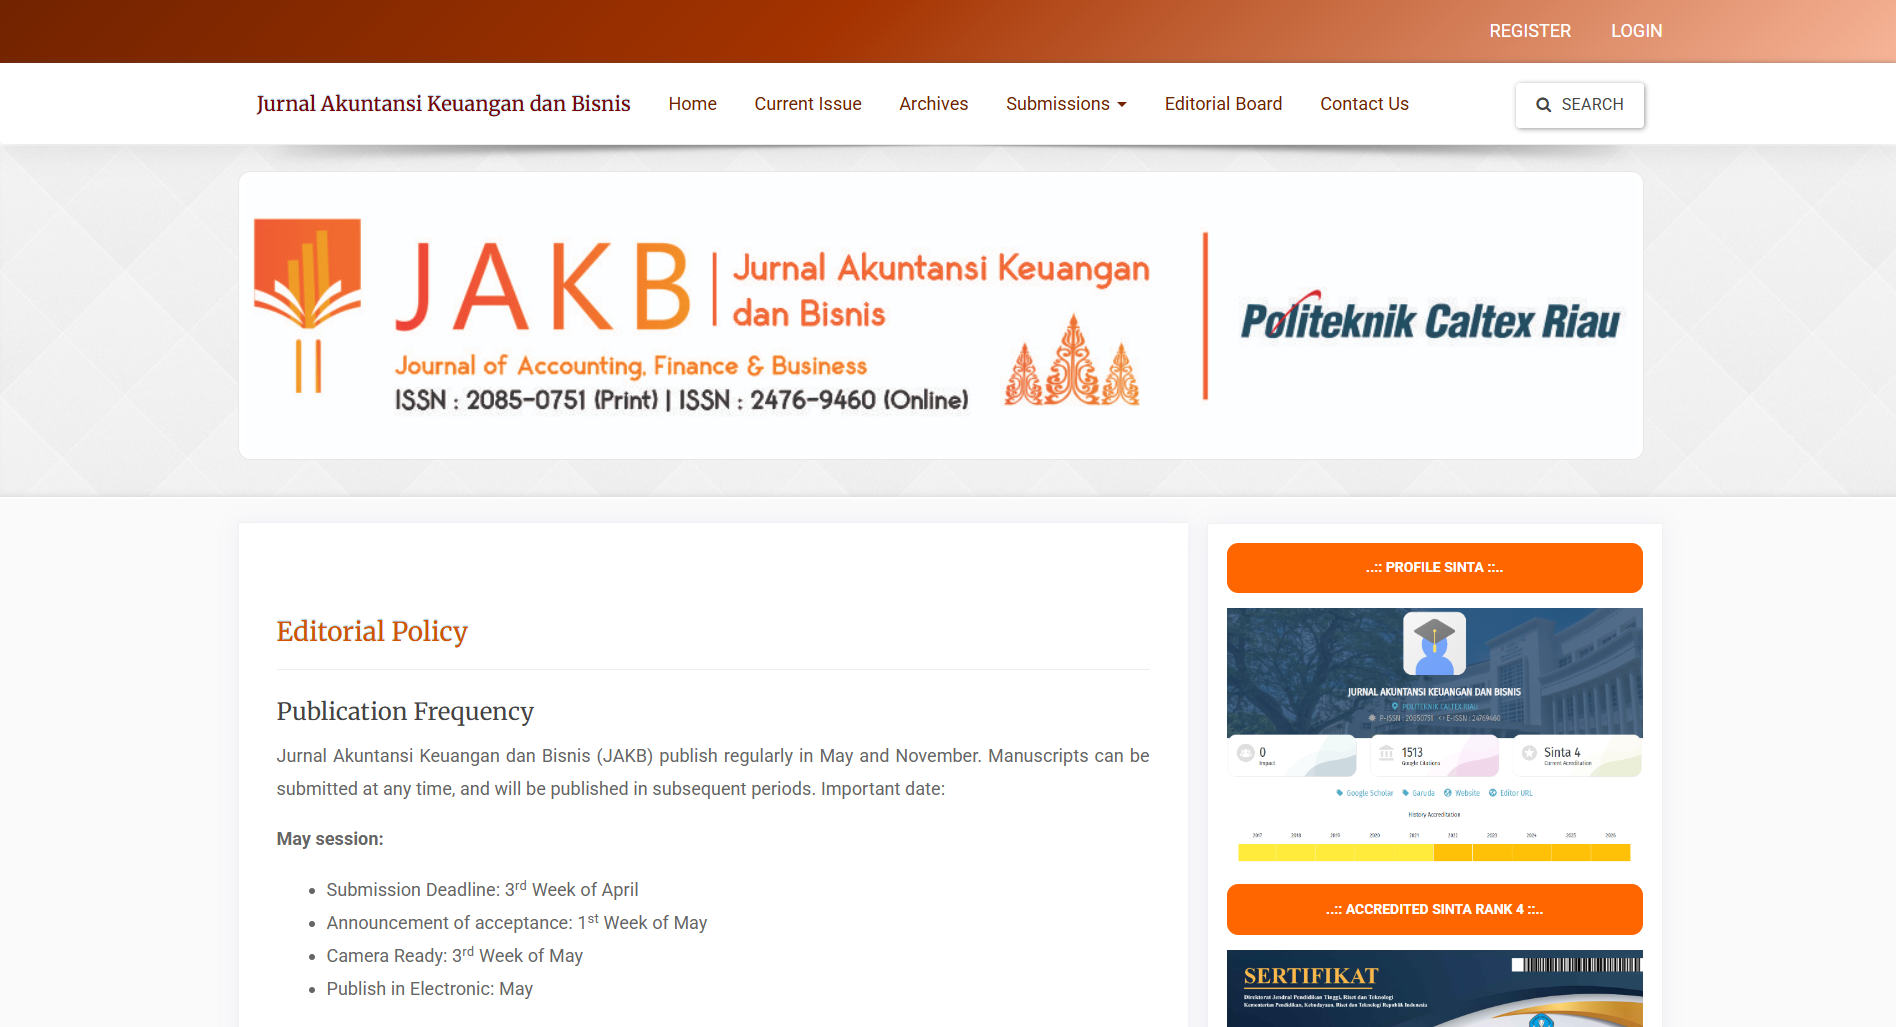 REGISTER LOGIN
Jurnal Akuntansi Keuangan dan Bisnis Home Current Issue Archives Submissions Editorial Board Contact Us SEARCH
JAKB Jurnal Akuntansi Keuangan
dan Bisnis
Journal of Accounting, Finance & Business
ISSN : 2085-0751 (Print) | ISSN : 2476-9460 (Online)
Politeknik Caltex Riau
Editorial Policy
Publication Frequency
Jurnal Akuntansi Keuangan dan Bisnis (JAKB) publish regularly in May and November. Manuscripts can be
submitted at any time, and will be published in subsequent periods. Important date:
May session:
• Submission Deadline: 3rd Week of April
• Announcement of acceptance: 1st Week of May
• Camera Ready: 3rd Week of May
• Publish in Electronic: May
..:: PROFILE SINTA ::..
JURNAL AKUNTANSI KEUANGAN DAN BISNIS
POLITEKNIK CALTEX RIAU
P-ISSN : 20850751 E-ISSN : 24769460
0 1513 Sinta 4
Impact Google Citations Current Acreditation
Google Scholar Garuda Website Editor URL
History Accreditation
2017 2018 2019 2020 2021 2022 2023 2024 2025 2026
..:: ACCREDITED SINTA RANK 4 ::..
SERTIFIKAT
Direktorat Jendral Pendidikan Tinggi, Riset dan Teknologi
Kementerian Pendidikan, Kebudayaan, Riset dan Teknologi Republik Indonesia